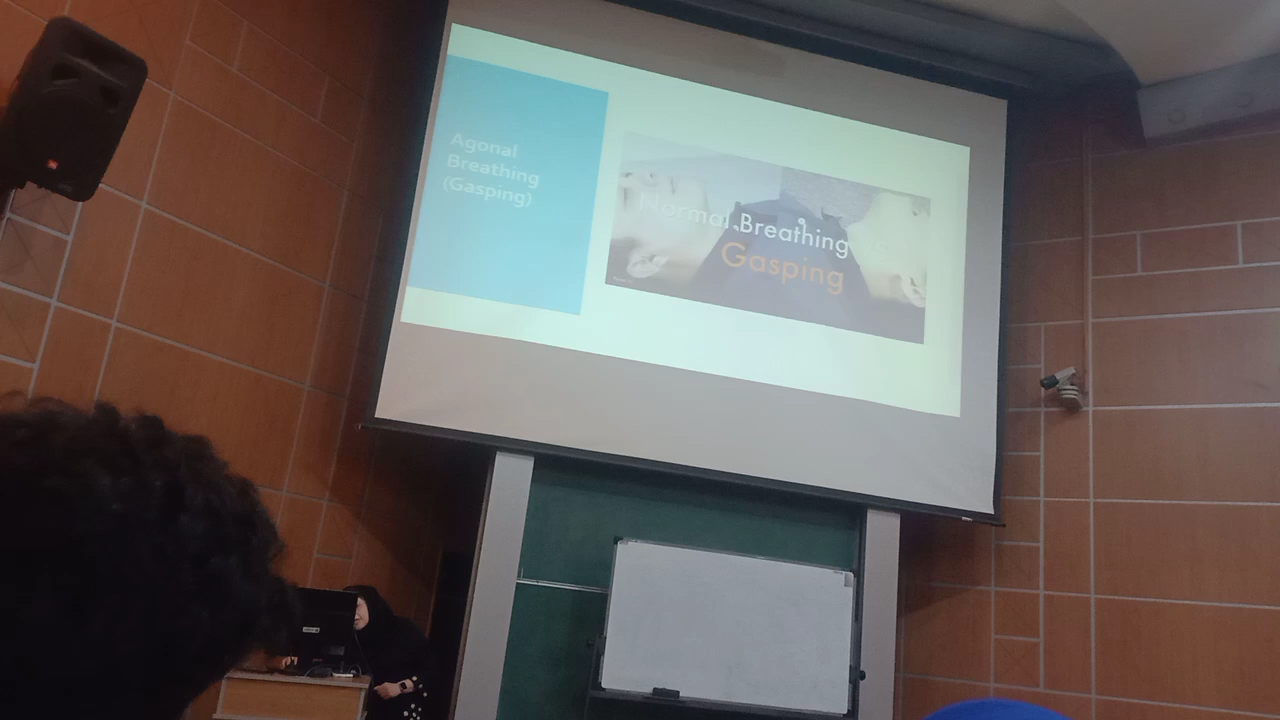 Agonal
Breathing
(Gasping)
Normal Breathing
Gasping